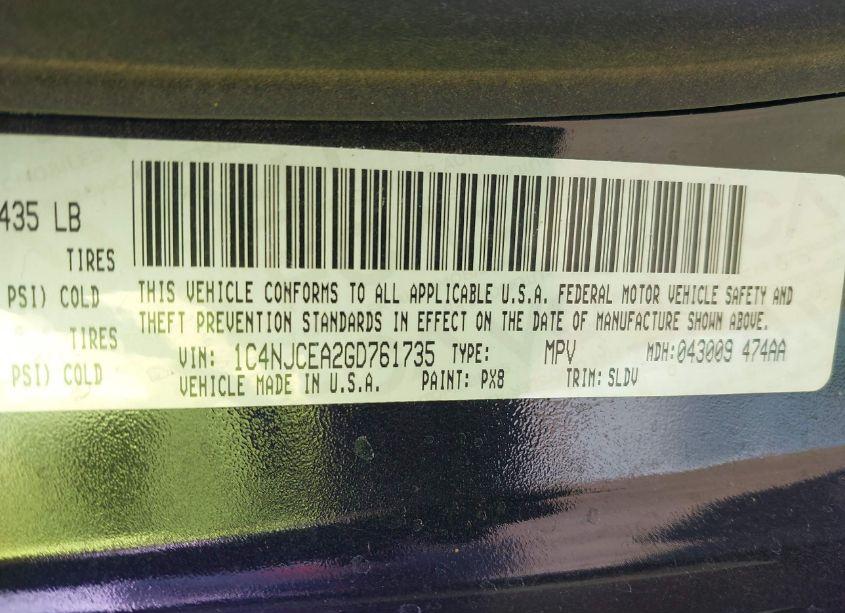 435 LB
TIRES
PSI) COLD
TIRES
PSI) COLD
THIS VEHICLE CONFORMS TO ALL APPLICABLE U.S.A. FEDERAL MOTOR VEHICLE SAFETY AND
THEFT PREVENTION STANDARDS IN EFFECT ON THE DATE OF MANUFACTURE SHOWN ABOVE.
VIN: 1C4NJCEA2GD761735 TYPE: MPV MDH:043009 474AA
VEHICLE MADE IN U.S.A. PAINT: PX8 TRIM: SLDV